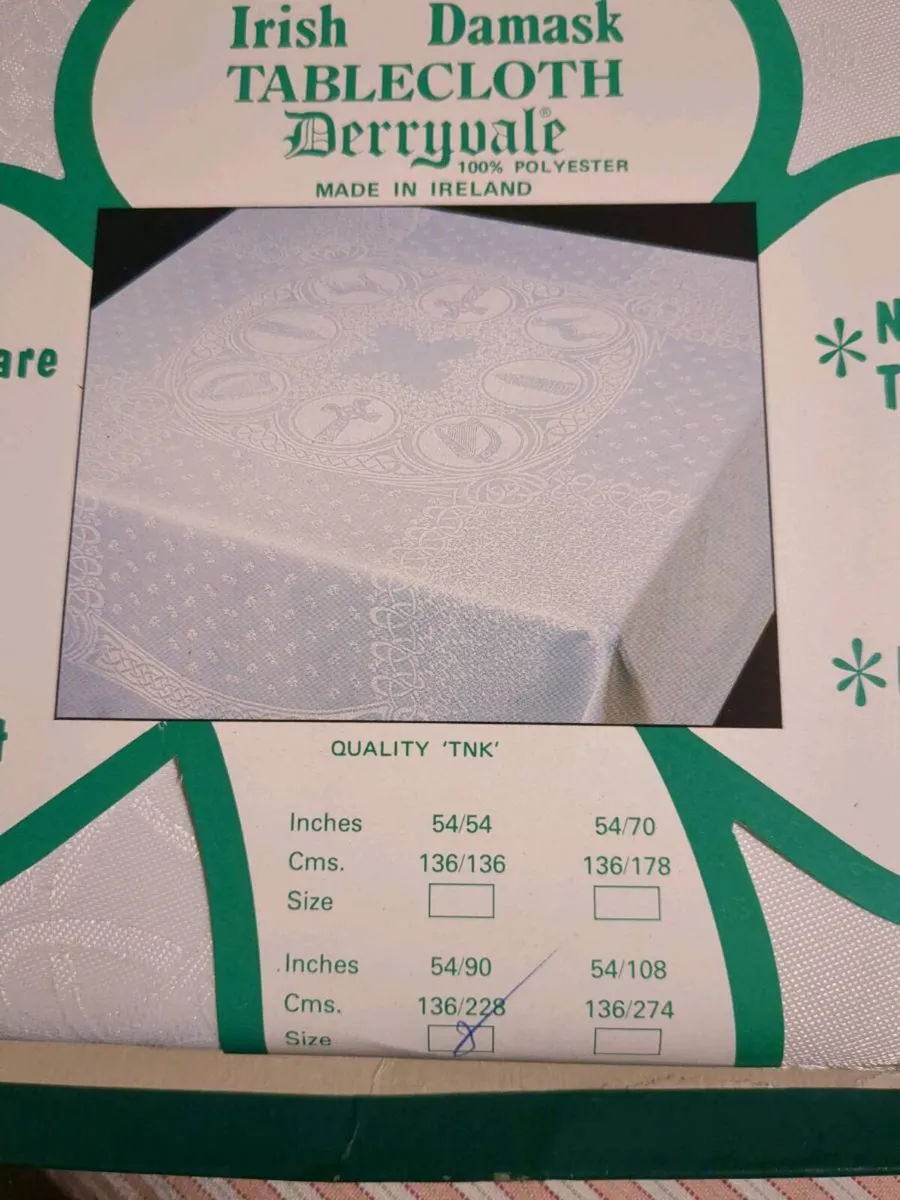 Irish Damask
TABLECLOTH
Derryvale®
100% POLYESTER
MADE IN IRELAND
are
N
T
QUALITY 'TNK'
Inches 54/54 54/70
Cms. 136/136 136/178
Size
Inches 54/90 54/108
Cms. 136/228 136/274
Size